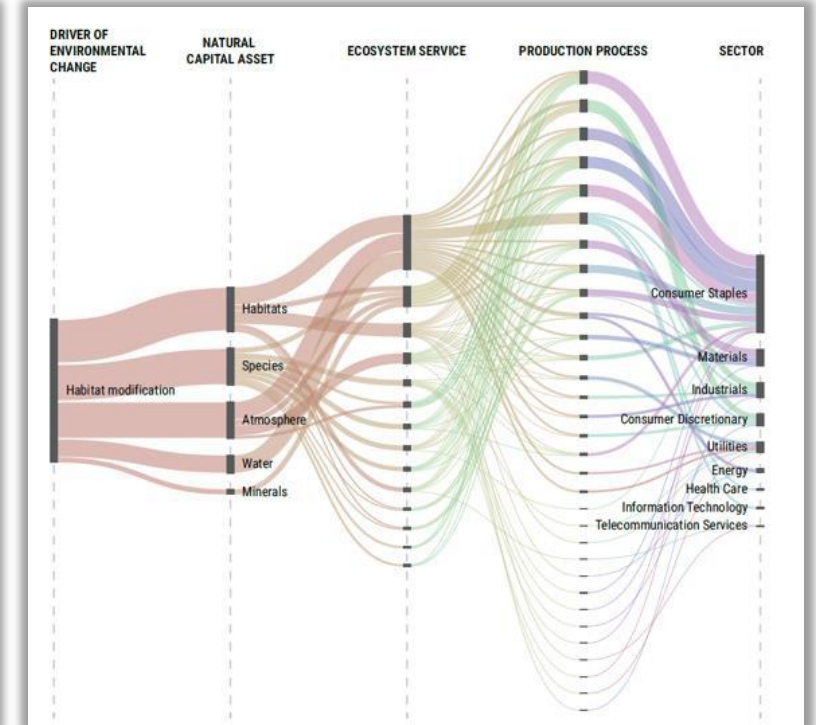 DRIVER OF
ENVIRONMENTAL
CHANGE
NATURAL
CAPITAL ASSET
ECOSYSTEM SERVICE
PRODUCTION PROCESS
SECTOR
Habitat modification
Habitats
Species
Atmosphere
Water
Minerals
Consumer Staples
Materials
Industrials
Consumer Discretionary
Utilities
Energy
Health Care
Information Technology
Telecommunication Services